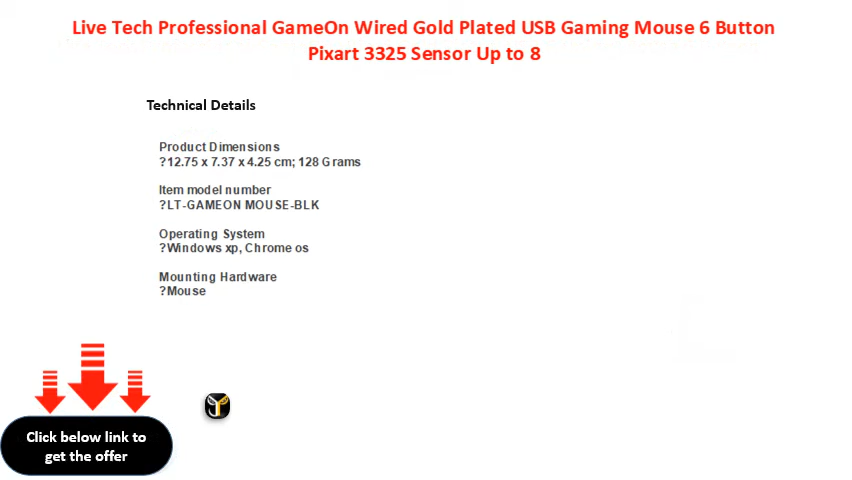 Live Tech Professional GameOn Wired Gold Plated USB Gaming Mouse 6 Button
Pixart 3325 Sensor Up to 8
Technical Details
Product Dimensions
?12.75 x 7.37 x 4.25 cm; 128 Grams
Item model number
?LT-GAMEON MOUSE-BLK
Operating System
?Windows xp, Chrome os
Mounting Hardware
?Mouse
Click below link to
get the offer